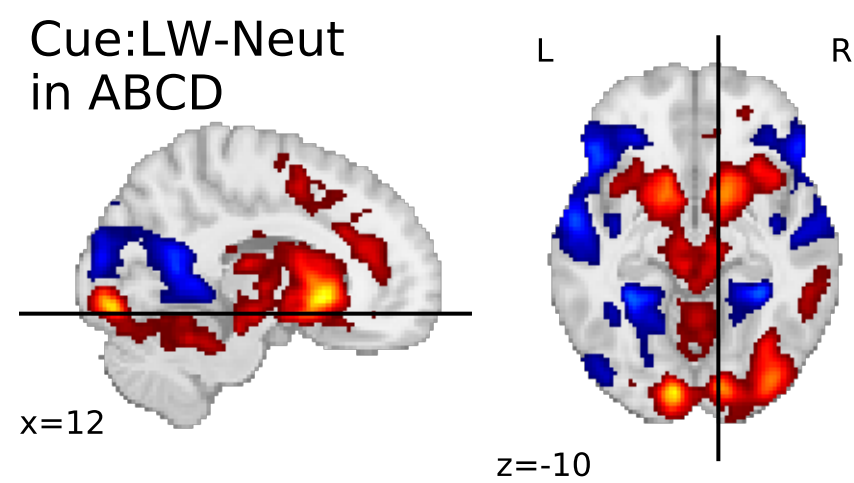 Cue:LW-Neut
in ABCD
L
R
x=12
z=-10